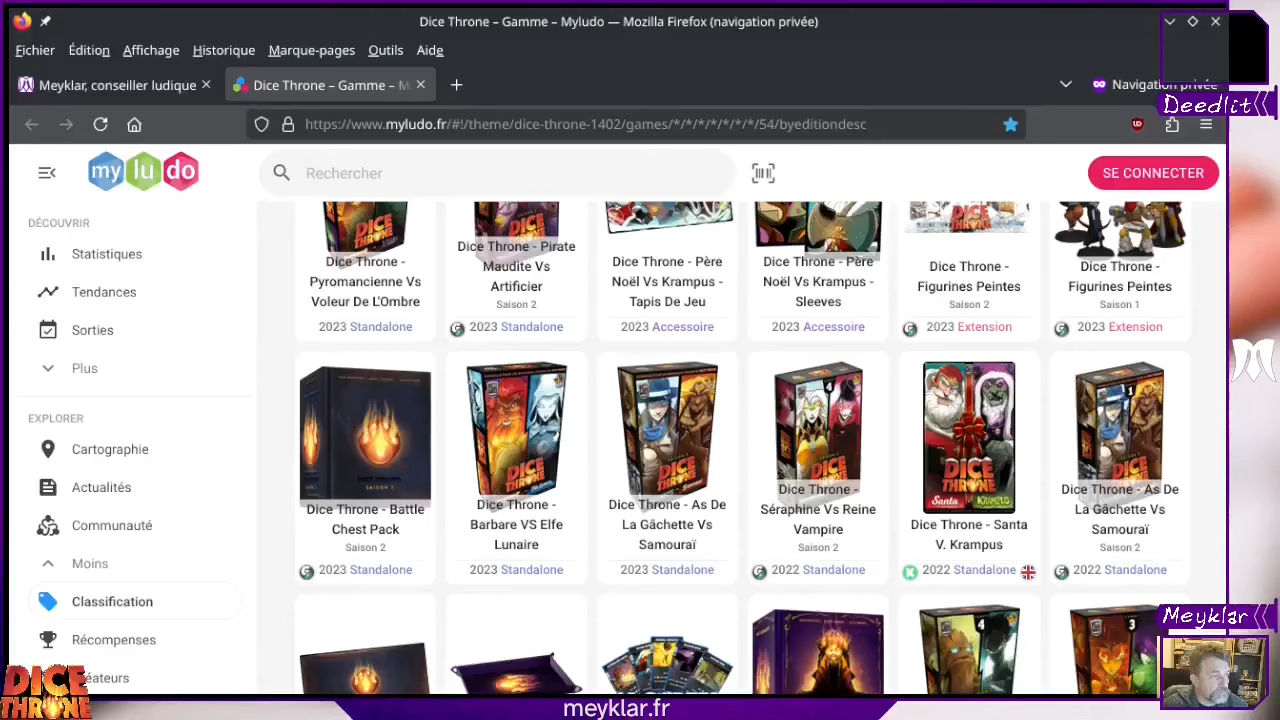 Dice Throne – Gamme – Myludo — Mozilla Firefox (navigation privée)
Fichier Édition Affichage Historique Marque-pages Outils Aide
Meyklar, conseiller ludique
Dice Throne – Gamme – M
Navigation privée
Deedlit
https://www.myludo.fr/#!/theme/dice-throne-1402/games/*/*/*/*/*/*/54/byeditiondesc
my lu do
Rechercher
SE CONNECTER
DÉCOUVRIR
Statistiques
Tendances
Sorties
Plus
EXPLORER
Cartographie
Actualités
Communauté
Moins
Classification
Récompenses
éateurs
Dice Throne -
Pyromancienne Vs
Voleur De L'Ombre
2023 Standalone
Dice Throne - Pirate
Maudite Vs
Artificier
Saison 2
2023 Standalone
Dice Throne - Père
Noël Vs Krampus -
Tapis De Jeu
2023 Accessoire
Dice Throne - Père
Noël Vs Krampus -
Sleeves
2023 Accessoire
Dice Throne -
Figurines Peintes
Saison 2
2023 Extension
Dice Throne -
Figurines Peintes
Saison 1
2023 Extension
Dice Throne - Battle
Chest Pack
Saison 2
2023 Standalone
Dice Throne -
Barbare VS Elfe
Lunaire
2023 Standalone
Dice Throne - As De
La Gâchette Vs
Samouraï
2023 Standalone
Dice Throne -
Séraphine Vs Reine
Vampire
Saison 2
2022 Standalone
DICE
THRONE
Santa
Krampus
Dice Throne - Santa
V. Krampus
2022 Standalone
Dice Throne - As De
La Gâchette Vs
Samouraï
Saison 2
2022 Standalone
Meyklar
DICE
THRONE
meyklar.fr